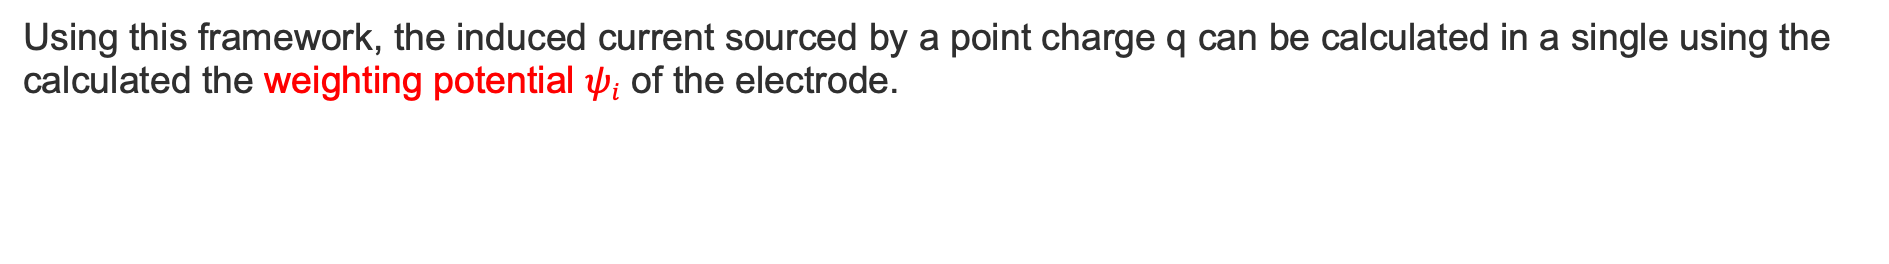 Using this framework, the induced current sourced by a point charge q can be calculated in a single using the
calculated the weighting potential ψᵢ of the electrode.